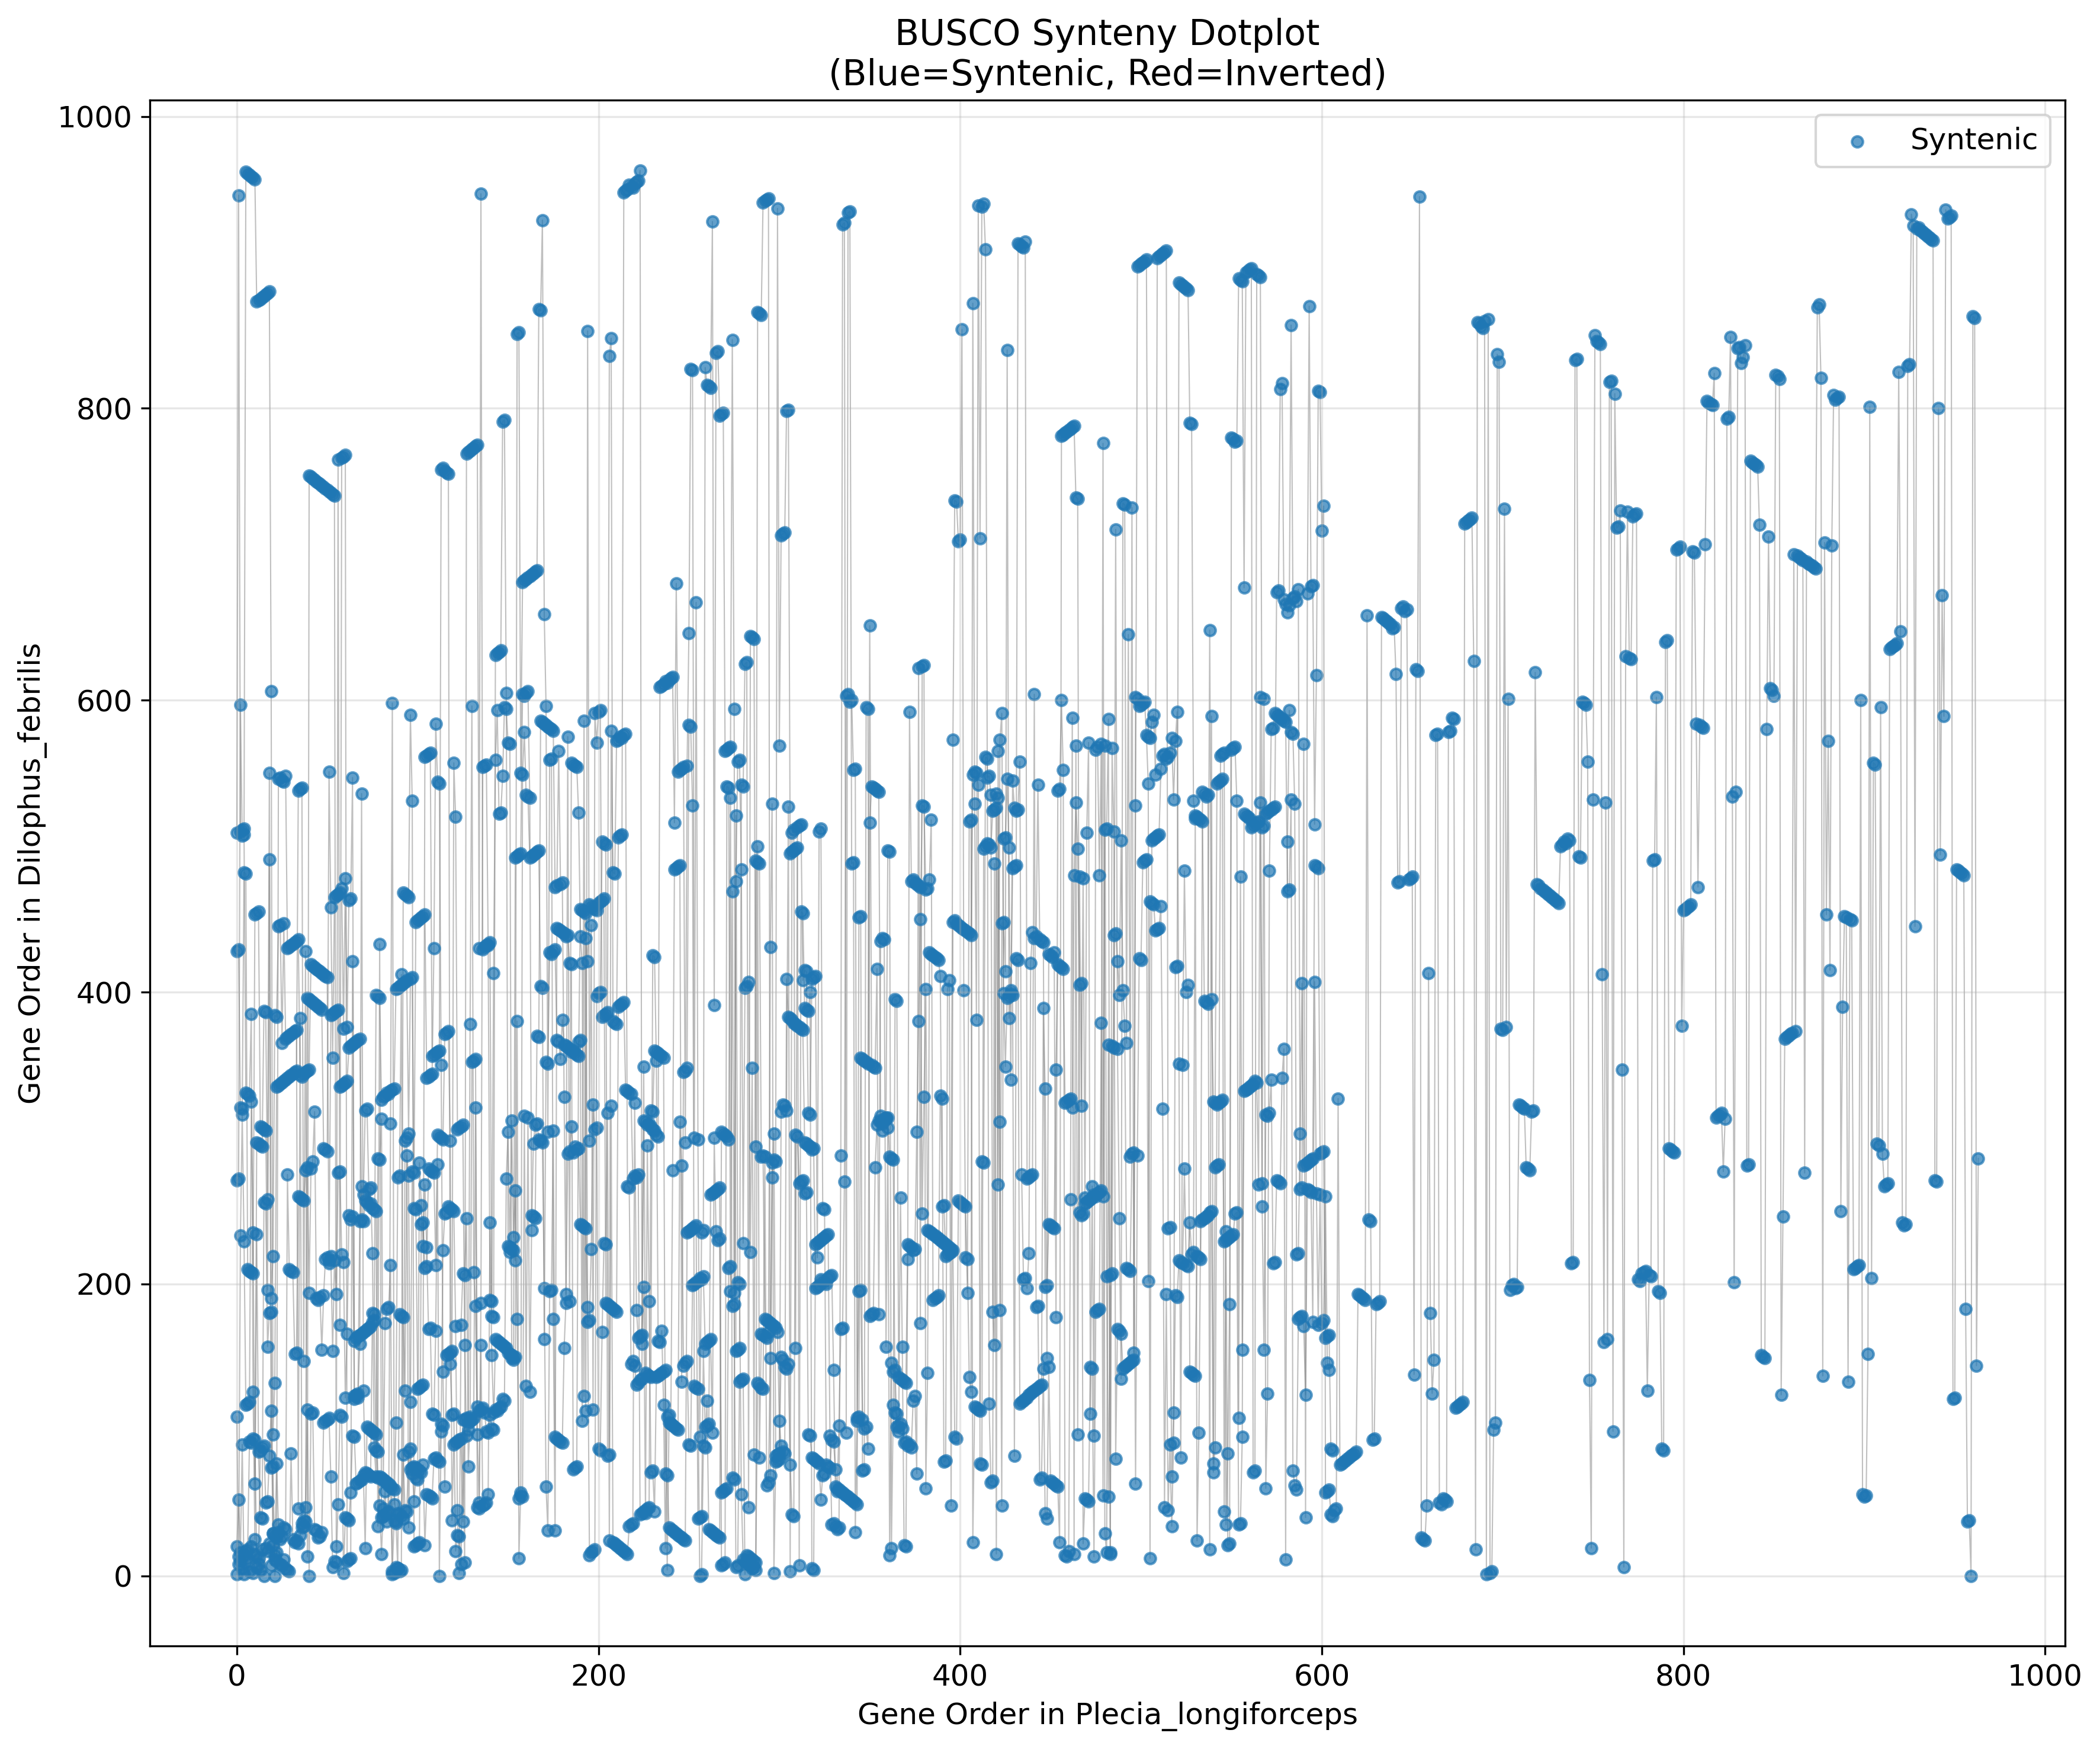 BUSCO Synteny Dotplot
(Blue=Syntenic, Red=Inverted)
Syntenic
1000
800
600
400
200
0
Gene Order in Dilophus_febrilis
0 200 400 600 800 1000
Gene Order in Plecia_longiforceps